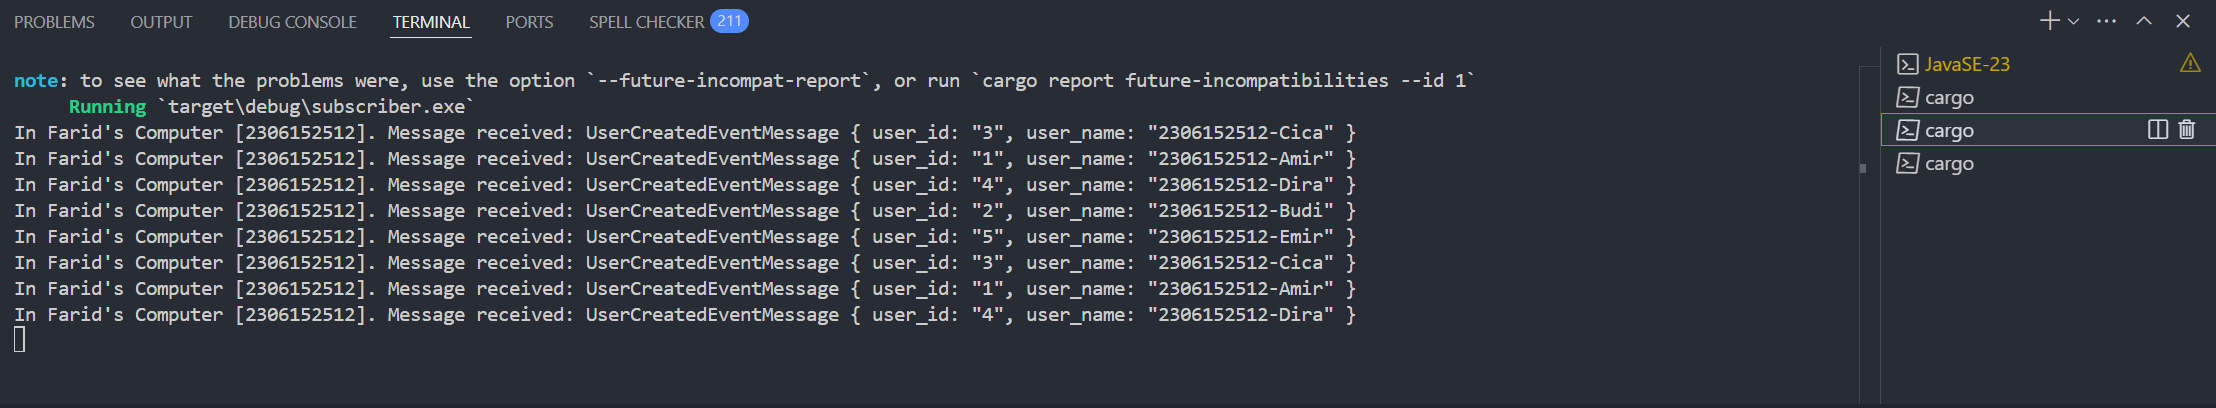 PROBLEMS OUTPUT DEBUG CONSOLE TERMINAL PORTS SPELL CHECKER 211
note: to see what the problems were, use the option `--future-incompat-report`, or run `cargo report future-incompatibilities --id 1`
Running `target\debug\subscriber.exe`
In Farid's Computer [2306152512]. Message received: UserCreatedEventMessage { user_id: "3", user_name: "2306152512-Cica" }
In Farid's Computer [2306152512]. Message received: UserCreatedEventMessage { user_id: "1", user_name: "2306152512-Amir" }
In Farid's Computer [2306152512]. Message received: UserCreatedEventMessage { user_id: "4", user_name: "2306152512-Dira" }
In Farid's Computer [2306152512]. Message received: UserCreatedEventMessage { user_id: "2", user_name: "2306152512-Budi" }
In Farid's Computer [2306152512]. Message received: UserCreatedEventMessage { user_id: "5", user_name: "2306152512-Emir" }
In Farid's Computer [2306152512]. Message received: UserCreatedEventMessage { user_id: "3", user_name: "2306152512-Cica" }
In Farid's Computer [2306152512]. Message received: UserCreatedEventMessage { user_id: "1", user_name: "2306152512-Amir" }
In Farid's Computer [2306152512]. Message received: UserCreatedEventMessage { user_id: "4", user_name: "2306152512-Dira" }
JavaSE-23
cargo
cargo
cargo